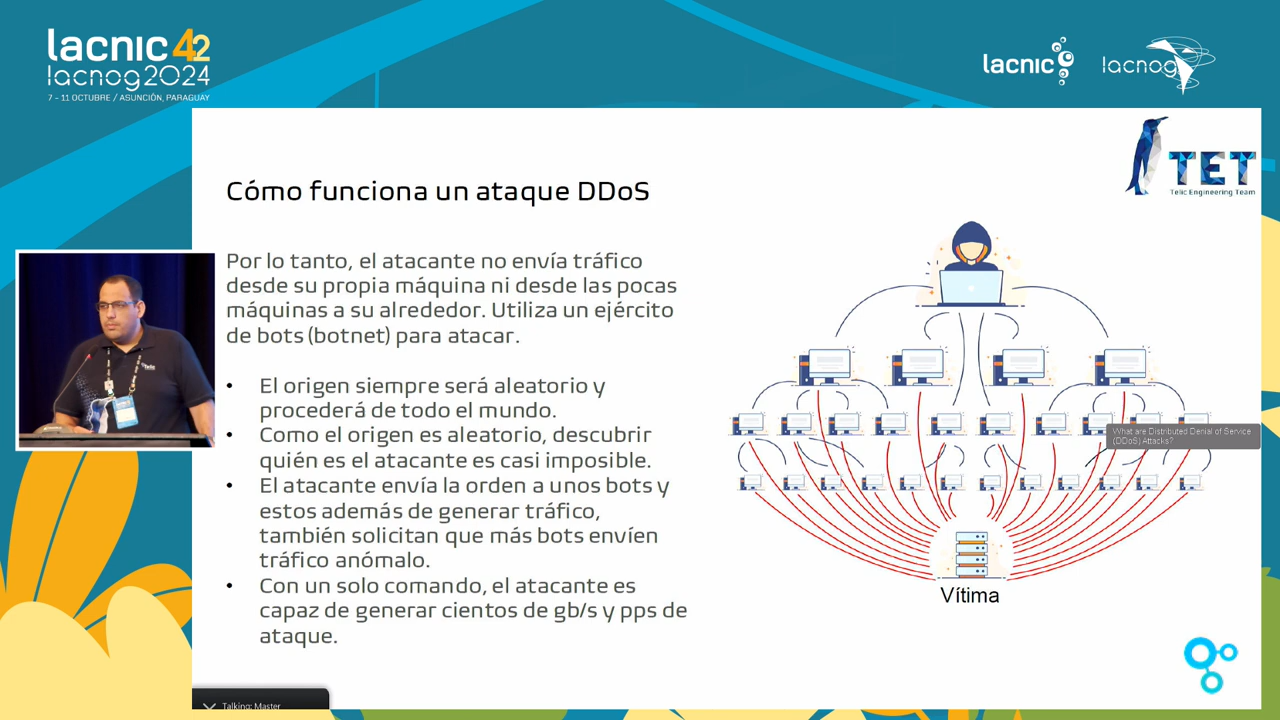 lacnic 42
lacnog2024
7 - 11 OCTUBRE / ASUNCIÓN, PARAGUAY
lacnic
lacnog
TET
Telic Engineering Team
Cómo funciona un ataque DDoS
Por lo tanto, el atacante no envía tráfico
desde su propia máquina ni desde las pocas
máquinas a su alrededor. Utiliza un ejército
de bots (botnet) para atacar.
• El origen siempre será aleatorio y
procederá de todo el mundo.
• Como el origen es aleatorio, descubrir
quién es el atacante es casi imposible.
• El atacante envía la orden a unos bots y
estos además de generar tráfico,
también solicitan que más bots envíen
tráfico anómalo.
• Con un solo comando, el atacante es
capaz de generar cientos de gb/s y pps de
ataque.
What are Distributed Denial of Service
(DDoS) Attacks?
Vítima
Telic
Talking: Master